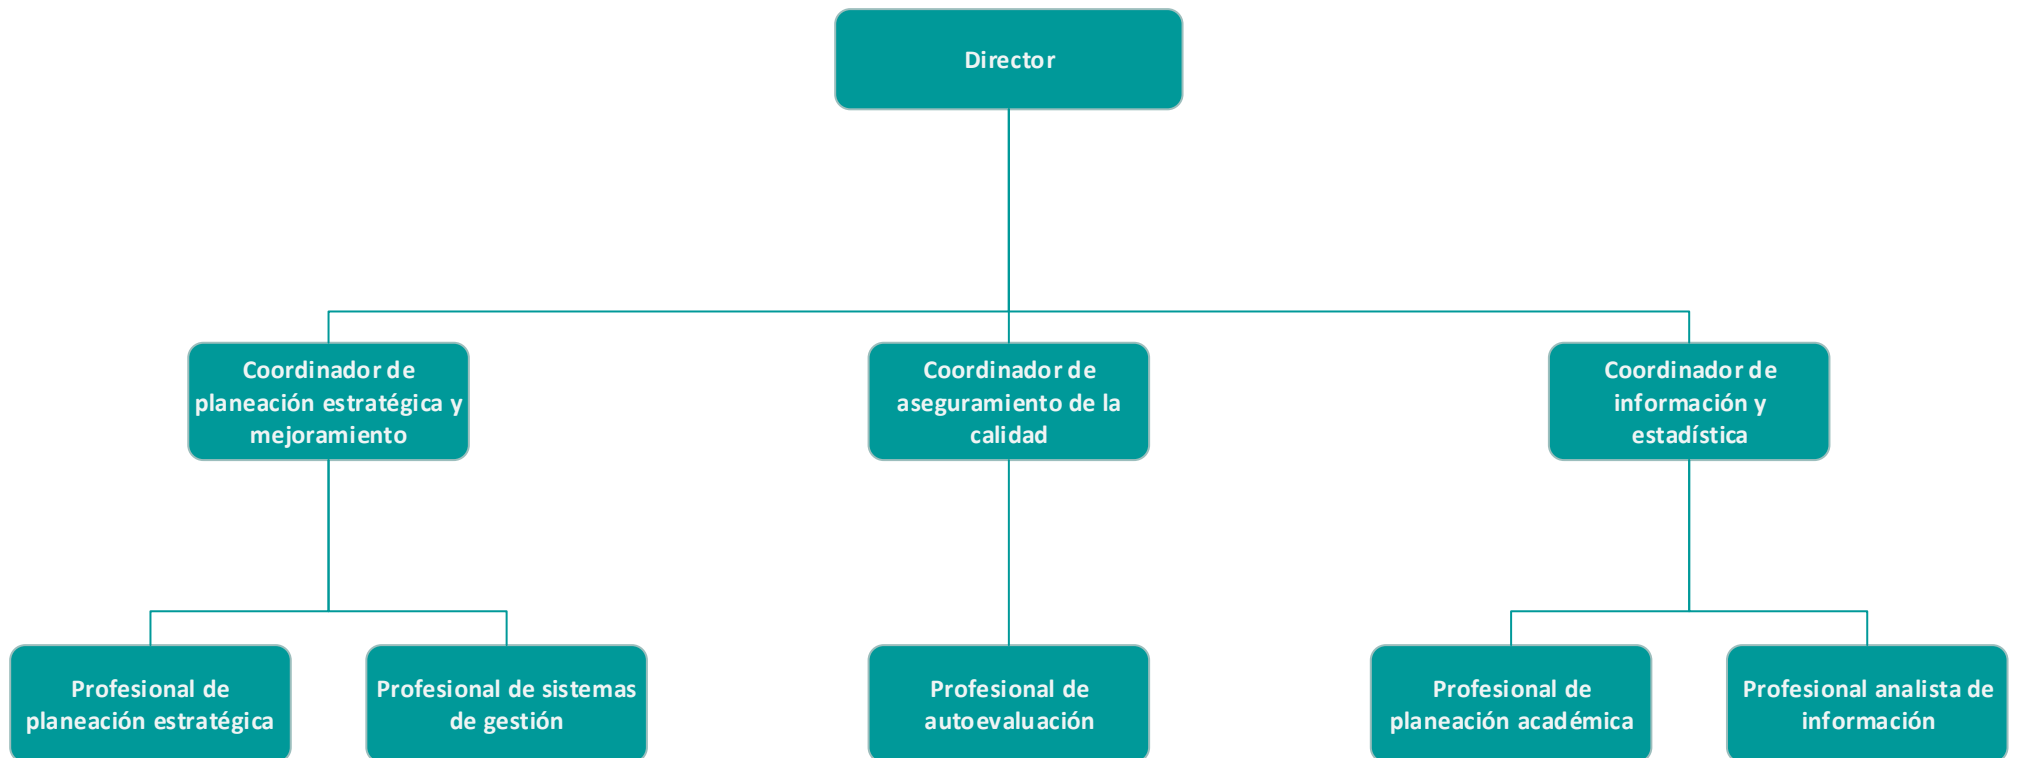 Director
Coordinador de
planeación estratégica y
mejoramiento
Coordinador de
aseguramiento de la
calidad
Coordinador de
información y
estadística
Profesional de
planeación estratégica
Profesional de sistemas
de gestión
Profesional de
autoevaluación
Profesional de
planeación académica
Profesional analista de
información